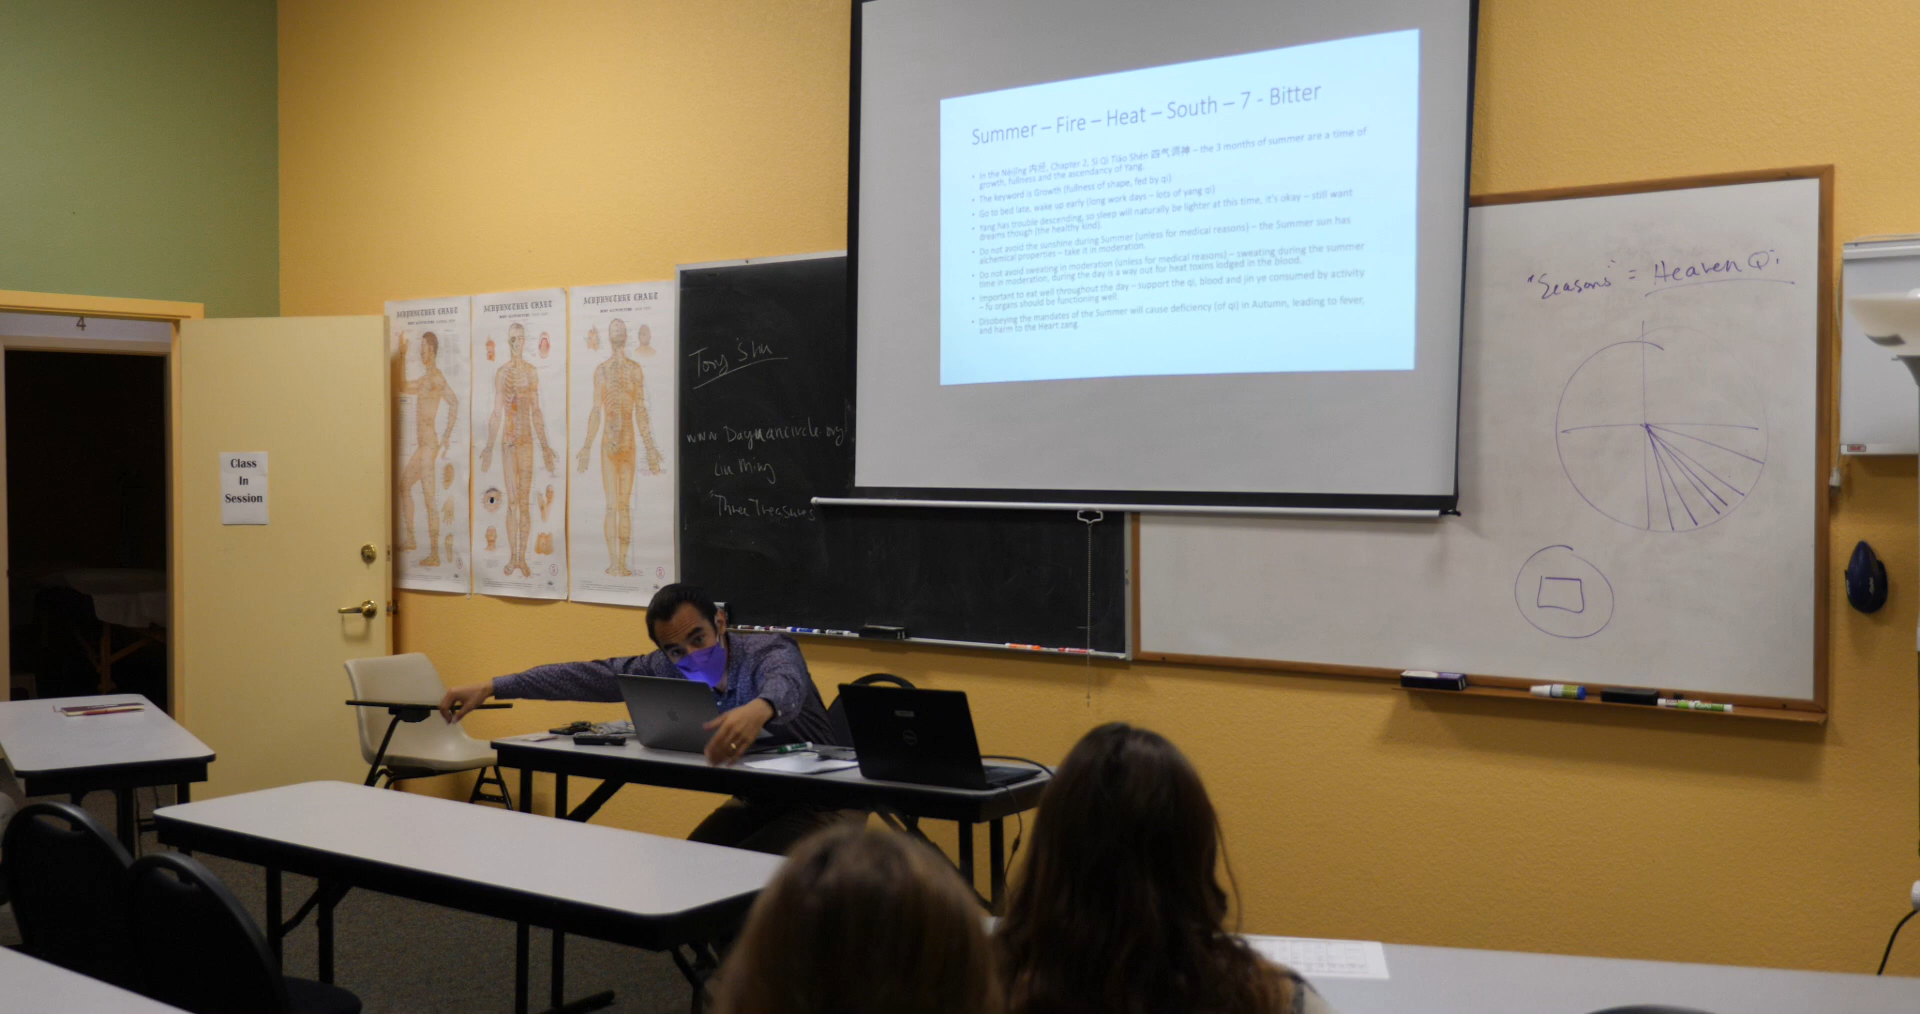 4
Class
In
Session
ACUPUNCTURE CHART
ACUPUNCTURE CHART
ACUPUNCTURE CHART
Tong Shu
www Dayuancircle.org
Liu Ming
"Three Treasures
Summer – Fire – Heat – South – 7 - Bitter
• In the Nèijīng 内经, Chapter 2, Sì Qì Tiáo Shén 四气调神 – the 3 months of summer are a time of
growth, fullness and the ascendancy of Yang.
• The keyword is Growth (fullness of shape, fed by qi)
• Go to bed late, wake up early (long work days – lots of yang qi)
• Yang has trouble descending, so sleep will naturally be lighter at this time, it's okay – still want
dreams though (the healthy kind).
• Do not avoid the sunshine during Summer (unless for medical reasons) – the Summer sun has
alchemical properties – take it in moderation.
• Do not avoid sweating in moderation (unless for medical reasons) – sweating during the summer
time in moderation, during the day is a way out for heat toxins lodged in the blood.
• Important to eat well throughout the day – support the qi, blood and jin ye consumed by activity
– fu organs should be functioning well.
• Disobeying the mandates of the Summer will cause deficiency (of qi) in Autumn, leading to fever,
and harm to the Heart zang.
"Seasons" = Heaven Qi